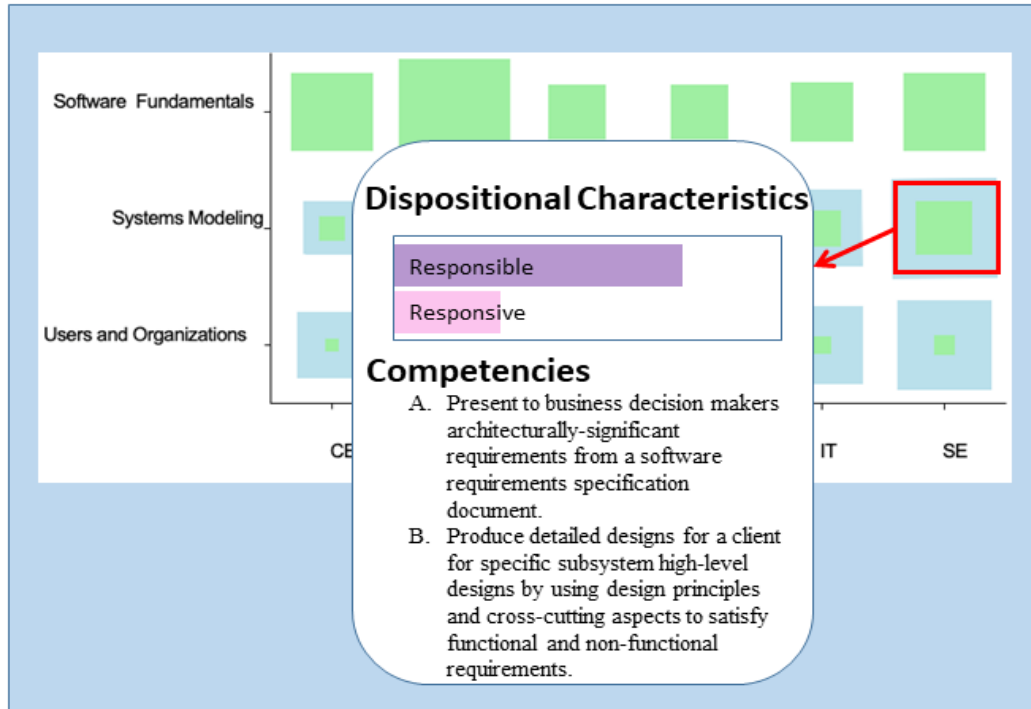 Software Fundamentals
Dispositional Characteristics
Systems Modeling
Responsible
Responsive
Users and Organizations
Competencies
A. Present to business decision makers
architecturally-significant
requirements from a software
requirements specification
document.
B. Produce detailed designs for a client
for specific subsystem high-level
designs by using design principles
and cross-cutting aspects to satisfy
functional and non-functional
requirements.
IT SE